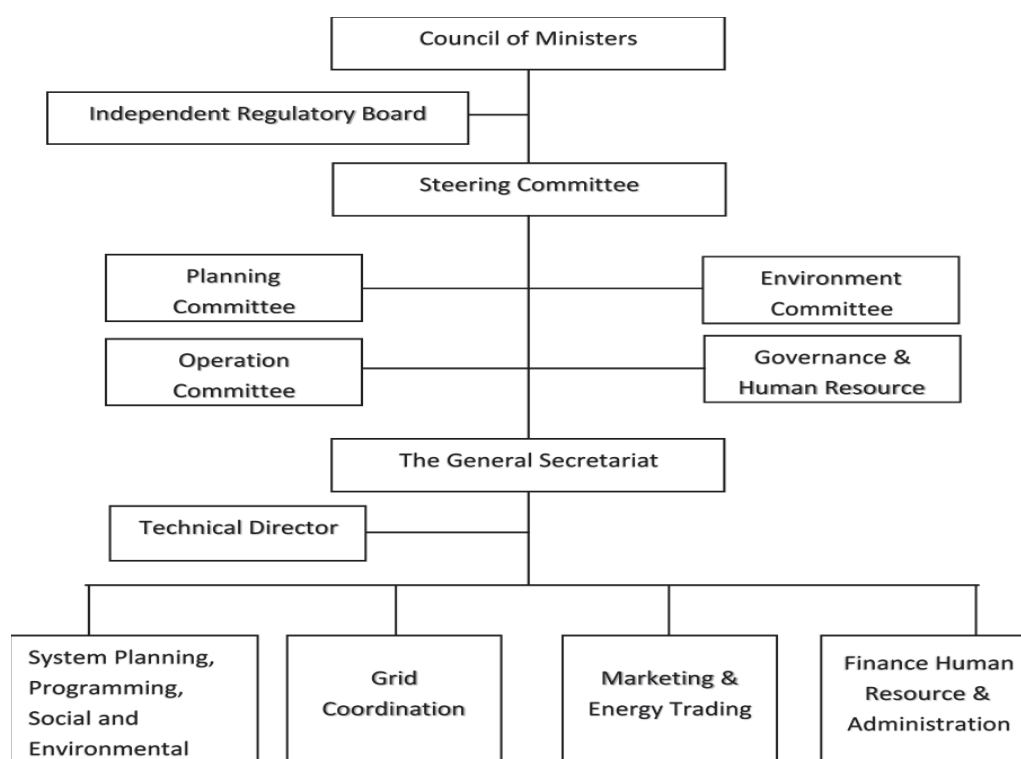 Council of Ministers
Independent Regulatory Board
Steering Committee
Planning
Committee
Environment
Committee
Operation
Committee
Governance &
Human Resource
The General Secretariat
Technical Director
System Planning,
Programming,
Social and
Environmental
Grid
Coordination
Marketing &
Energy Trading
Finance Human
Resource &
Administration